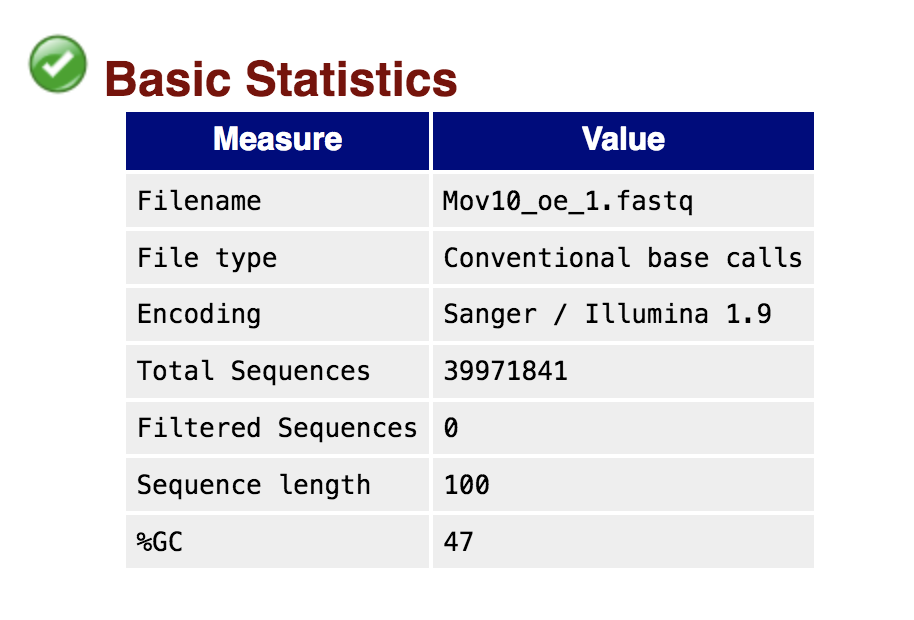 Basic Statistics
Measure Value
Filename Mov10_oe_1.fastq
File type Conventional base calls
Encoding Sanger / Illumina 1.9
Total Sequences 39971841
Filtered Sequences 0
Sequence length 100
%GC 47